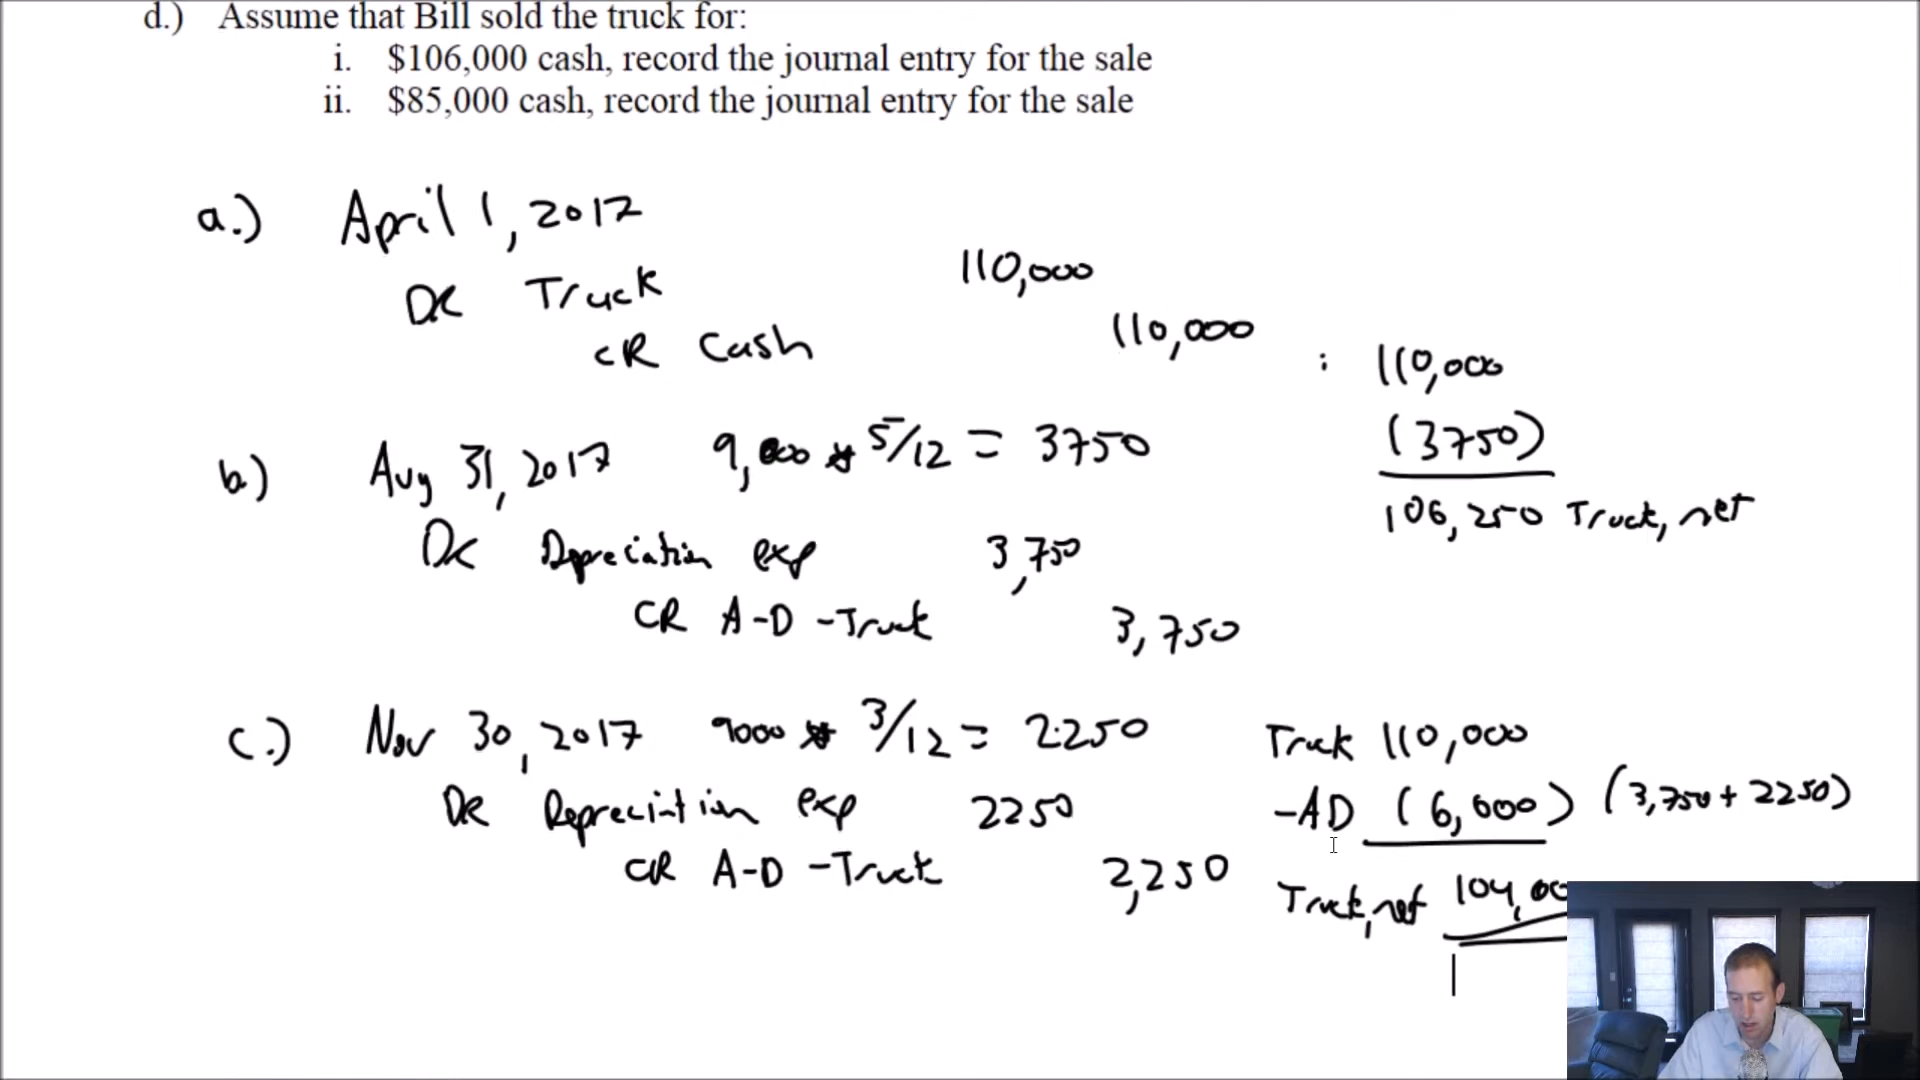 d.) Assume that Bill sold the truck for:
i. $106,000 cash, record the journal entry for the sale
ii. $85,000 cash, record the journal entry for the sale
a.) April 1, 2017
DR Truck 110,000
CR Cash 110,000
: 110,000
(3750)
106,250 Truck, net
b) Aug 31, 2017 9,000 * 5/12 = 3750
DR Depreciation exp 3,750
CR A-D -Truck 3,750
c.) Nov 30, 2017 9000 * 3/12 = 2250
DR Depreciation exp 2250
CR A-D -Truck 2,250
Truck 110,000
-AD (6,000) (3,750 + 2250)
Truck, net 104,00